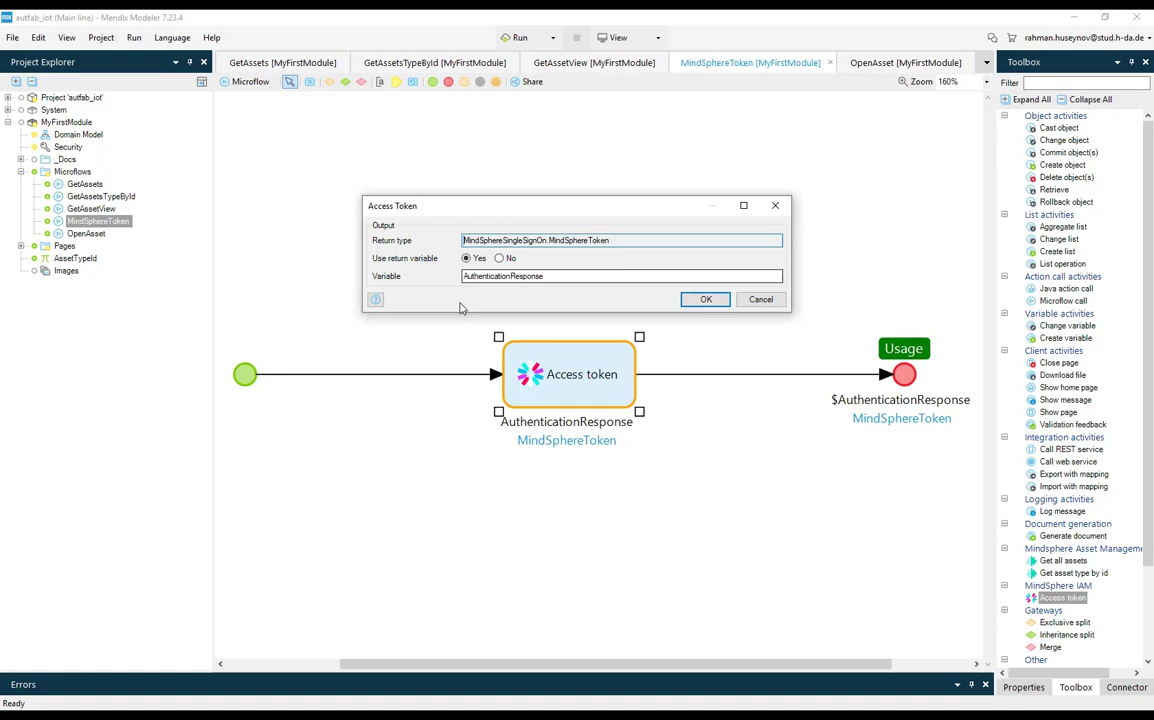 autfab_iot (Main line) - Mendix Modeler 7.23.4
File Edit View Project Run Language Help
Run
View
rahman.huseynov@stud.h-da.de
Project Explorer
GetAssets [MyFirstModule]
GetAssetsTypeById [MyFirstModule]
GetAssetView [MyFirstModule]
MindSphereToken [MyFirstModule]
OpenAsset [MyFirstModule]
Toolbox
Microflow
Share
Zoom 160%
Filter
Expand All Collapse All
Project 'autfab_iot'
System
MyFirstModule
Domain Model
Security
_Docs
Microflows
GetAssets
GetAssetsTypeById
GetAssetView
MindSphereToken
OpenAsset
Pages
AssetTypeId
Images
Access Token
Output
Return type MindSphereSingleSignOn.MindSphereToken
Use return variable Yes No
Variable AuthenticationResponse
?
OK Cancel
Access token
AuthenticationResponse
MindSphereToken
Usage
$AuthenticationResponse
MindSphereToken
Object activities
Cast object
Change object
Commit object(s)
Create object
Delete object(s)
Retrieve
Rollback object
List activities
Aggregate list
Change list
Create list
List operation
Action call activities
Java action call
Microflow call
Variable activities
Change variable
Create variable
Client activities
Close page
Download file
Show home page
Show message
Show page
Validation feedback
Integration activities
Call REST service
Call web service
Export with mapping
Import with mapping
Logging activities
Log message
Document generation
Generate document
Mindsphere Asset Manageme
Get all assets
Get asset type by id
MindSphere IAM
Access token
Gateways
Exclusive split
Inheritance split
Merge
Other
Errors
Properties Toolbox Connector
Ready